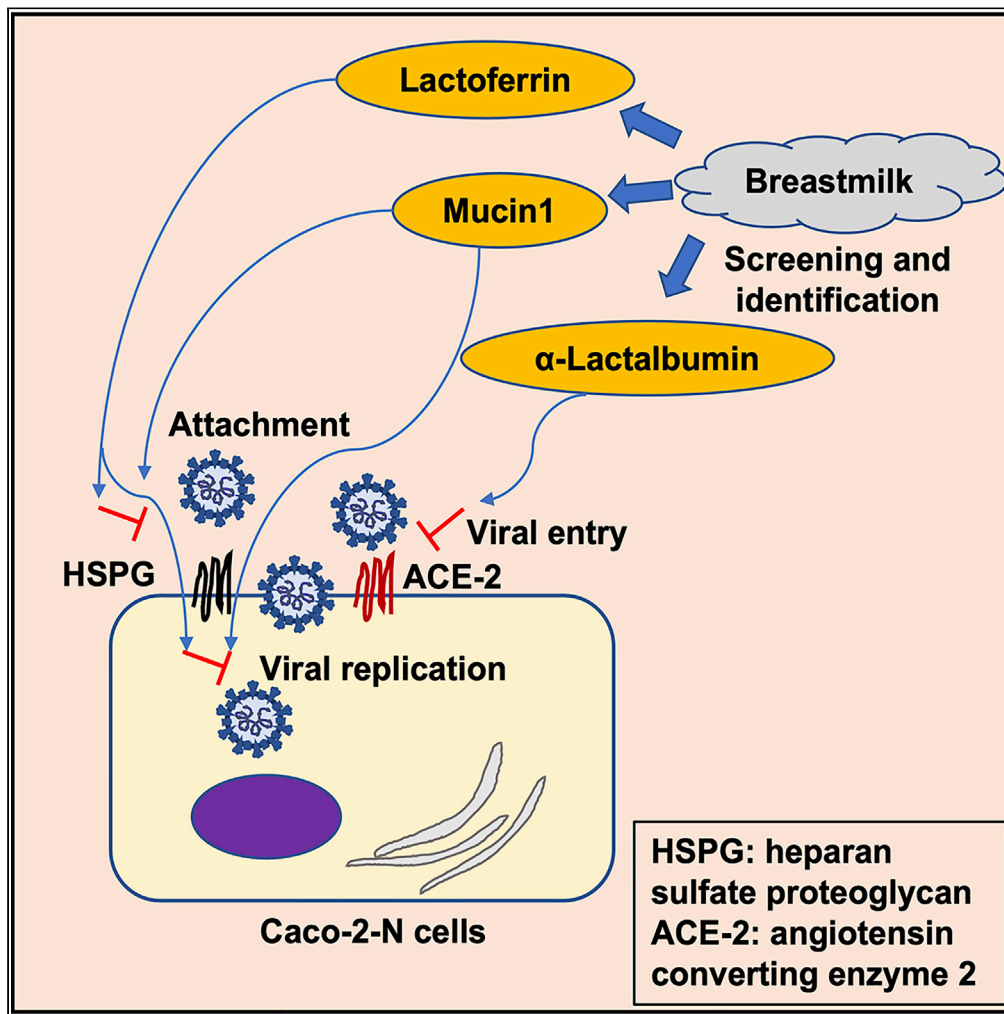 Lactoferrin
Breastmilk
Mucin1
Screening and
identification
α-Lactalbumin
Attachment
Viral entry
HSPG
ACE-2
Viral replication
Caco-2-N cells
HSPG: heparan
sulfate proteoglycan
ACE-2: angiotensin
converting enzyme 2